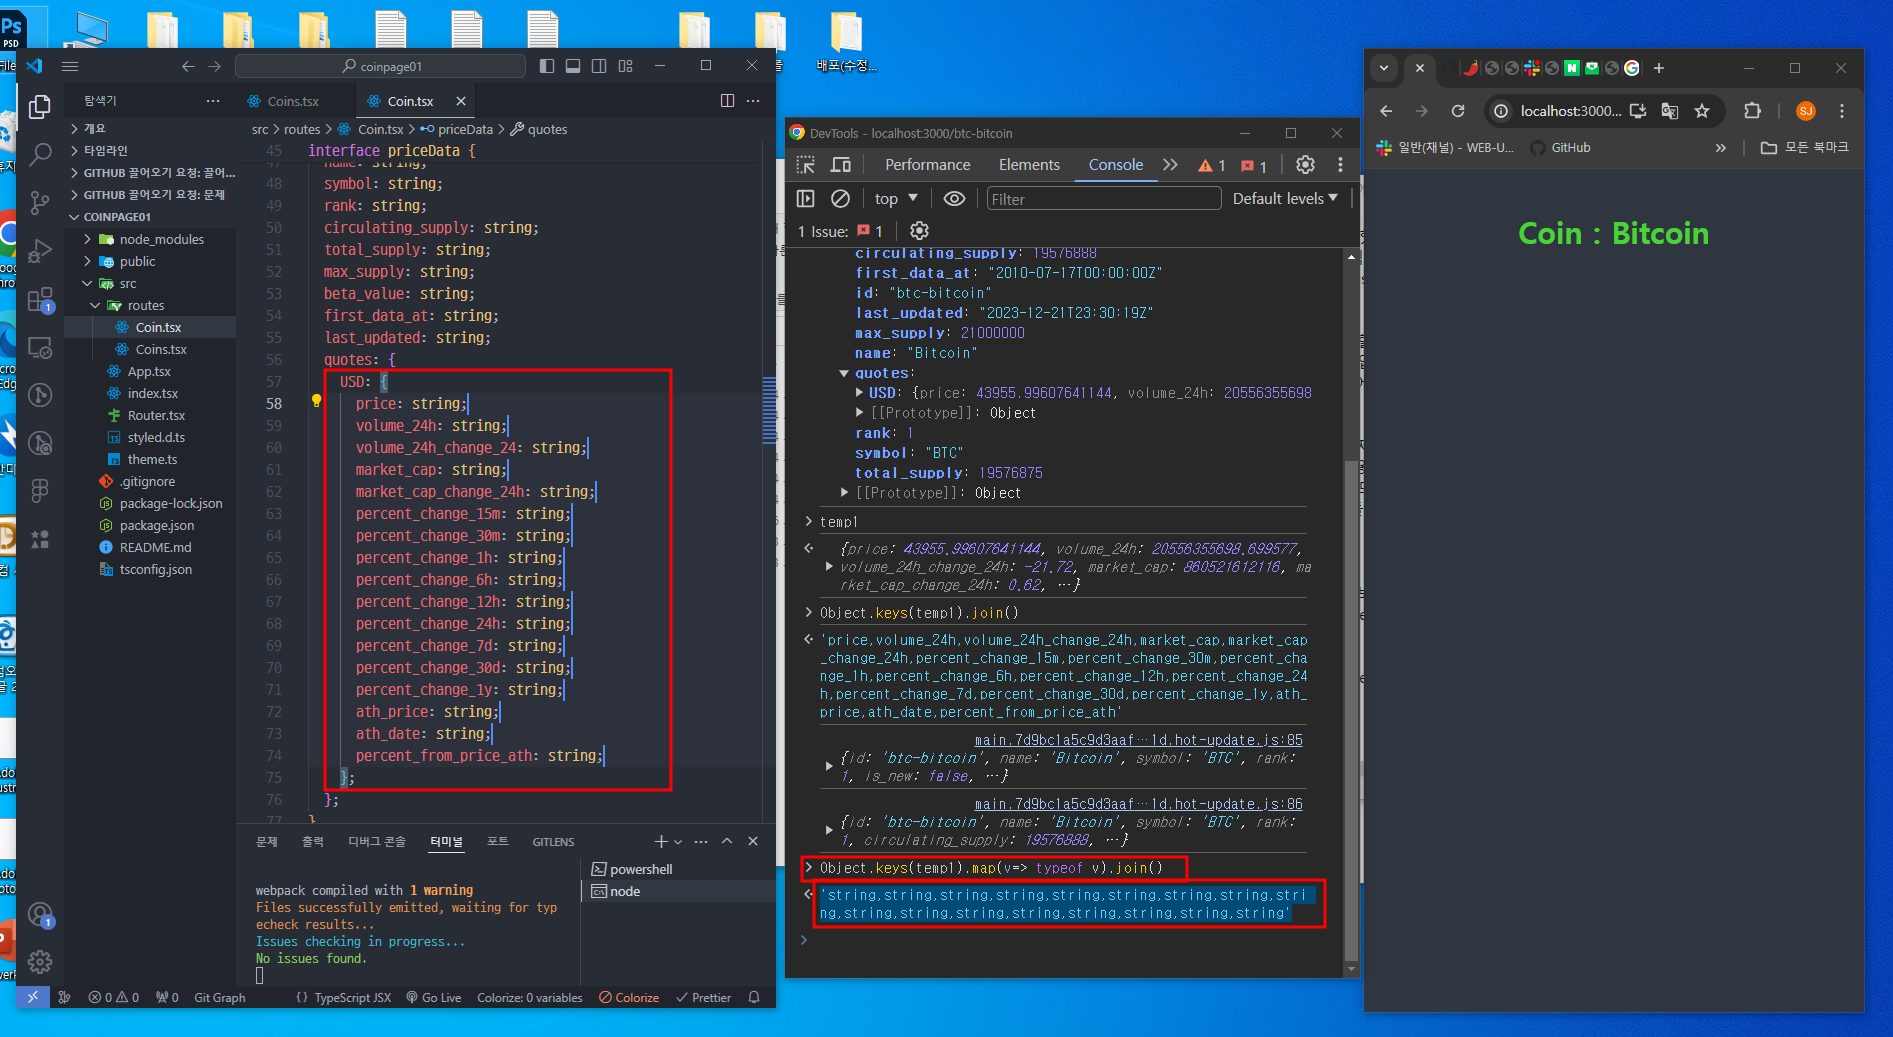 배포(수정...
coinpage01
탐색기
Coins.tsx
Coin.tsx
src > routes > Coin.tsx > priceData > quotes
개요
타임라인
GITHUB 끌어오기 요청: 끌어...
GITHUB 끌어오기 요청: 문제
COINPAGE01
node_modules
public
src
routes
Coin.tsx
Coins.tsx
App.tsx
index.tsx
Router.tsx
styled.d.ts
theme.ts
.gitignore
package-lock.json
package.json
README.md
tsconfig.json
45 interface priceData {
47 name: string;
48 symbol: string;
49 rank: string;
50 circulating_supply: string;
51 total_supply: string;
52 max_supply: string;
53 beta_value: string;
54 first_data_at: string;
55 last_updated: string;
56 quotes: {
57 USD: {
58 price: string;
59 volume_24h: string;
60 volume_24h_change_24: string;
61 market_cap: string;
62 market_cap_change_24h: string;
63 percent_change_15m: string;
64 percent_change_30m: string;
65 percent_change_1h: string;
66 percent_change_6h: string;
67 percent_change_12h: string;
68 percent_change_24h: string;
69 percent_change_7d: string;
70 percent_change_30d: string;
71 percent_change_1y: string;
72 ath_price: string;
73 ath_date: string;
74 percent_from_price_ath: string;
75 };
76 };
77 }
문제 출력 디버그 콘솔 터미널 포트 GITLENS
powershell
node
webpack compiled with 1 warning
Files successfully emitted, waiting for typ
echeck results...
Issues checking in progress...
No issues found.
0 0 0 Git Graph {} TypeScript JSX Go Live Colorize: 0 variables Colorize Prettier
DevTools - localhost:3000/btc-bitcoin
Performance Elements Console 1 1
top Filter Default levels
1 Issue: 1
circulating_supply: 19576888
first_data_at: "2010-07-17T00:00:00Z"
id: "btc-bitcoin"
last_updated: "2023-12-21T23:30:19Z"
max_supply: 21000000
name: "Bitcoin"
quotes:
USD: {price: 43955.99607641144, volume_24h: 20556355698
[[Prototype]]: Object
rank: 1
symbol: "BTC"
total_supply: 19576875
[[Prototype]]: Object
temp1
{price: 43955.99607641144, volume_24h: 20556355698.699577,
volume_24h_change_24h: -21.72, market_cap: 860521612116, ma
rket_cap_change_24h: 0.62, …}
Object.keys(temp1).join()
'price,volume_24h,volume_24h_change_24h,market_cap,market_cap
_change_24h,percent_change_15m,percent_change_30m,percent_cha
nge_1h,percent_change_6h,percent_change_12h,percent_change_24
h,percent_change_7d,percent_change_30d,percent_change_1y,ath_
price,ath_date,percent_from_price_ath'
main.7d9bc1a5c9d3aaf…1d.hot-update.js:85
{id: 'btc-bitcoin', name: 'Bitcoin', symbol: 'BTC', rank:
1, is_new: false, …}
main.7d9bc1a5c9d3aaf…1d.hot-update.js:86
{id: 'btc-bitcoin', name: 'Bitcoin', symbol: 'BTC', rank:
1, circulating_supply: 19576888, …}
Object.keys(temp1).map(v=> typeof v).join()
'string,string,string,string,string,string,string,string,stri
ng,string,string,string,string,string,string,string,string'
localhost:3000...
SJ
일반(채널) - WEB-U...
GitHub
모든 북마크
Coin : Bitcoin